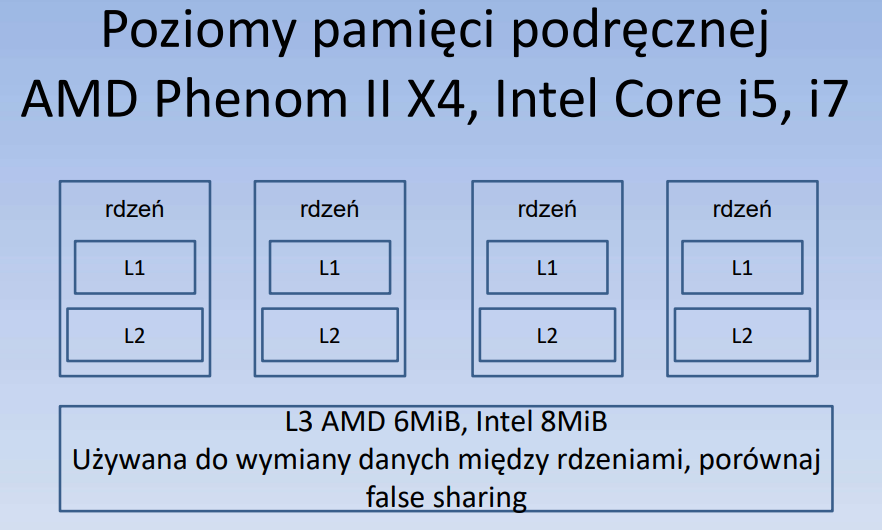 Poziomy pamięci podręcznej
AMD Phenom II X4, Intel Core i5, i7
rdzeń rdzeń rdzeń rdzeń
L1 L1 L1 L1
L2 L2 L2 L2
L3 AMD 6MiB, Intel 8MiB
Używana do wymiany danych między rdzeniami, porównaj
false sharing